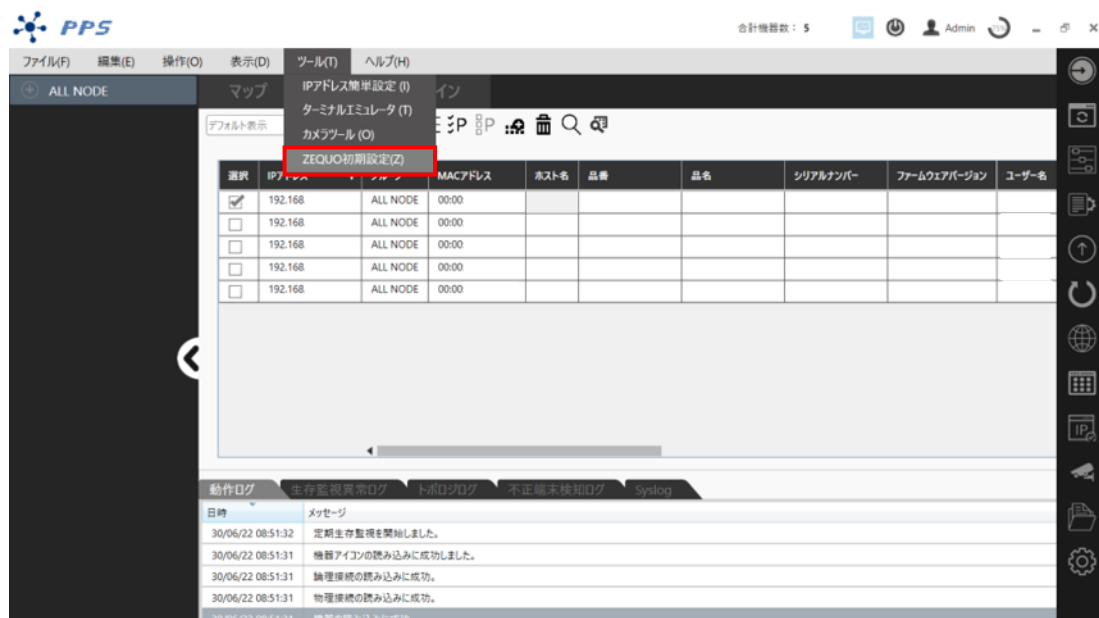 PPS
合計機器数： 5
Admin
75%
ファイル(F) 編集(E) 操作(O) 表示(D) ツール(T) ヘルプ(H)
ALL NODE
マップ
イン
IPアドレス簡単設定 (I)
ターミナルエミュレータ (T)
カメラツール (O)
ZEQUO初期設定(Z)
デフォルト表示
選択 MACアドレス ホスト名 品番 品名 シリアルナンバー ファームウェアバージョン ユーザー名
192.168. ALL NODE 00:00:
192.168. ALL NODE 00:00:
192.168. ALL NODE 00:00:
192.168. ALL NODE 00:00:
192.168. ALL NODE 00:00:
動作ログ 生存監視異常ログ トポロジログ 不正端末検知ログ Syslog
日時 メッセージ
30/06/22 08:51:32 定期生存監視を開始しました。
30/06/22 08:51:31 機器アイコンの読み込みに成功しました。
30/06/22 08:51:31 論理接続の読み込みに成功。
30/06/22 08:51:31 物理接続の読み込みに成功。